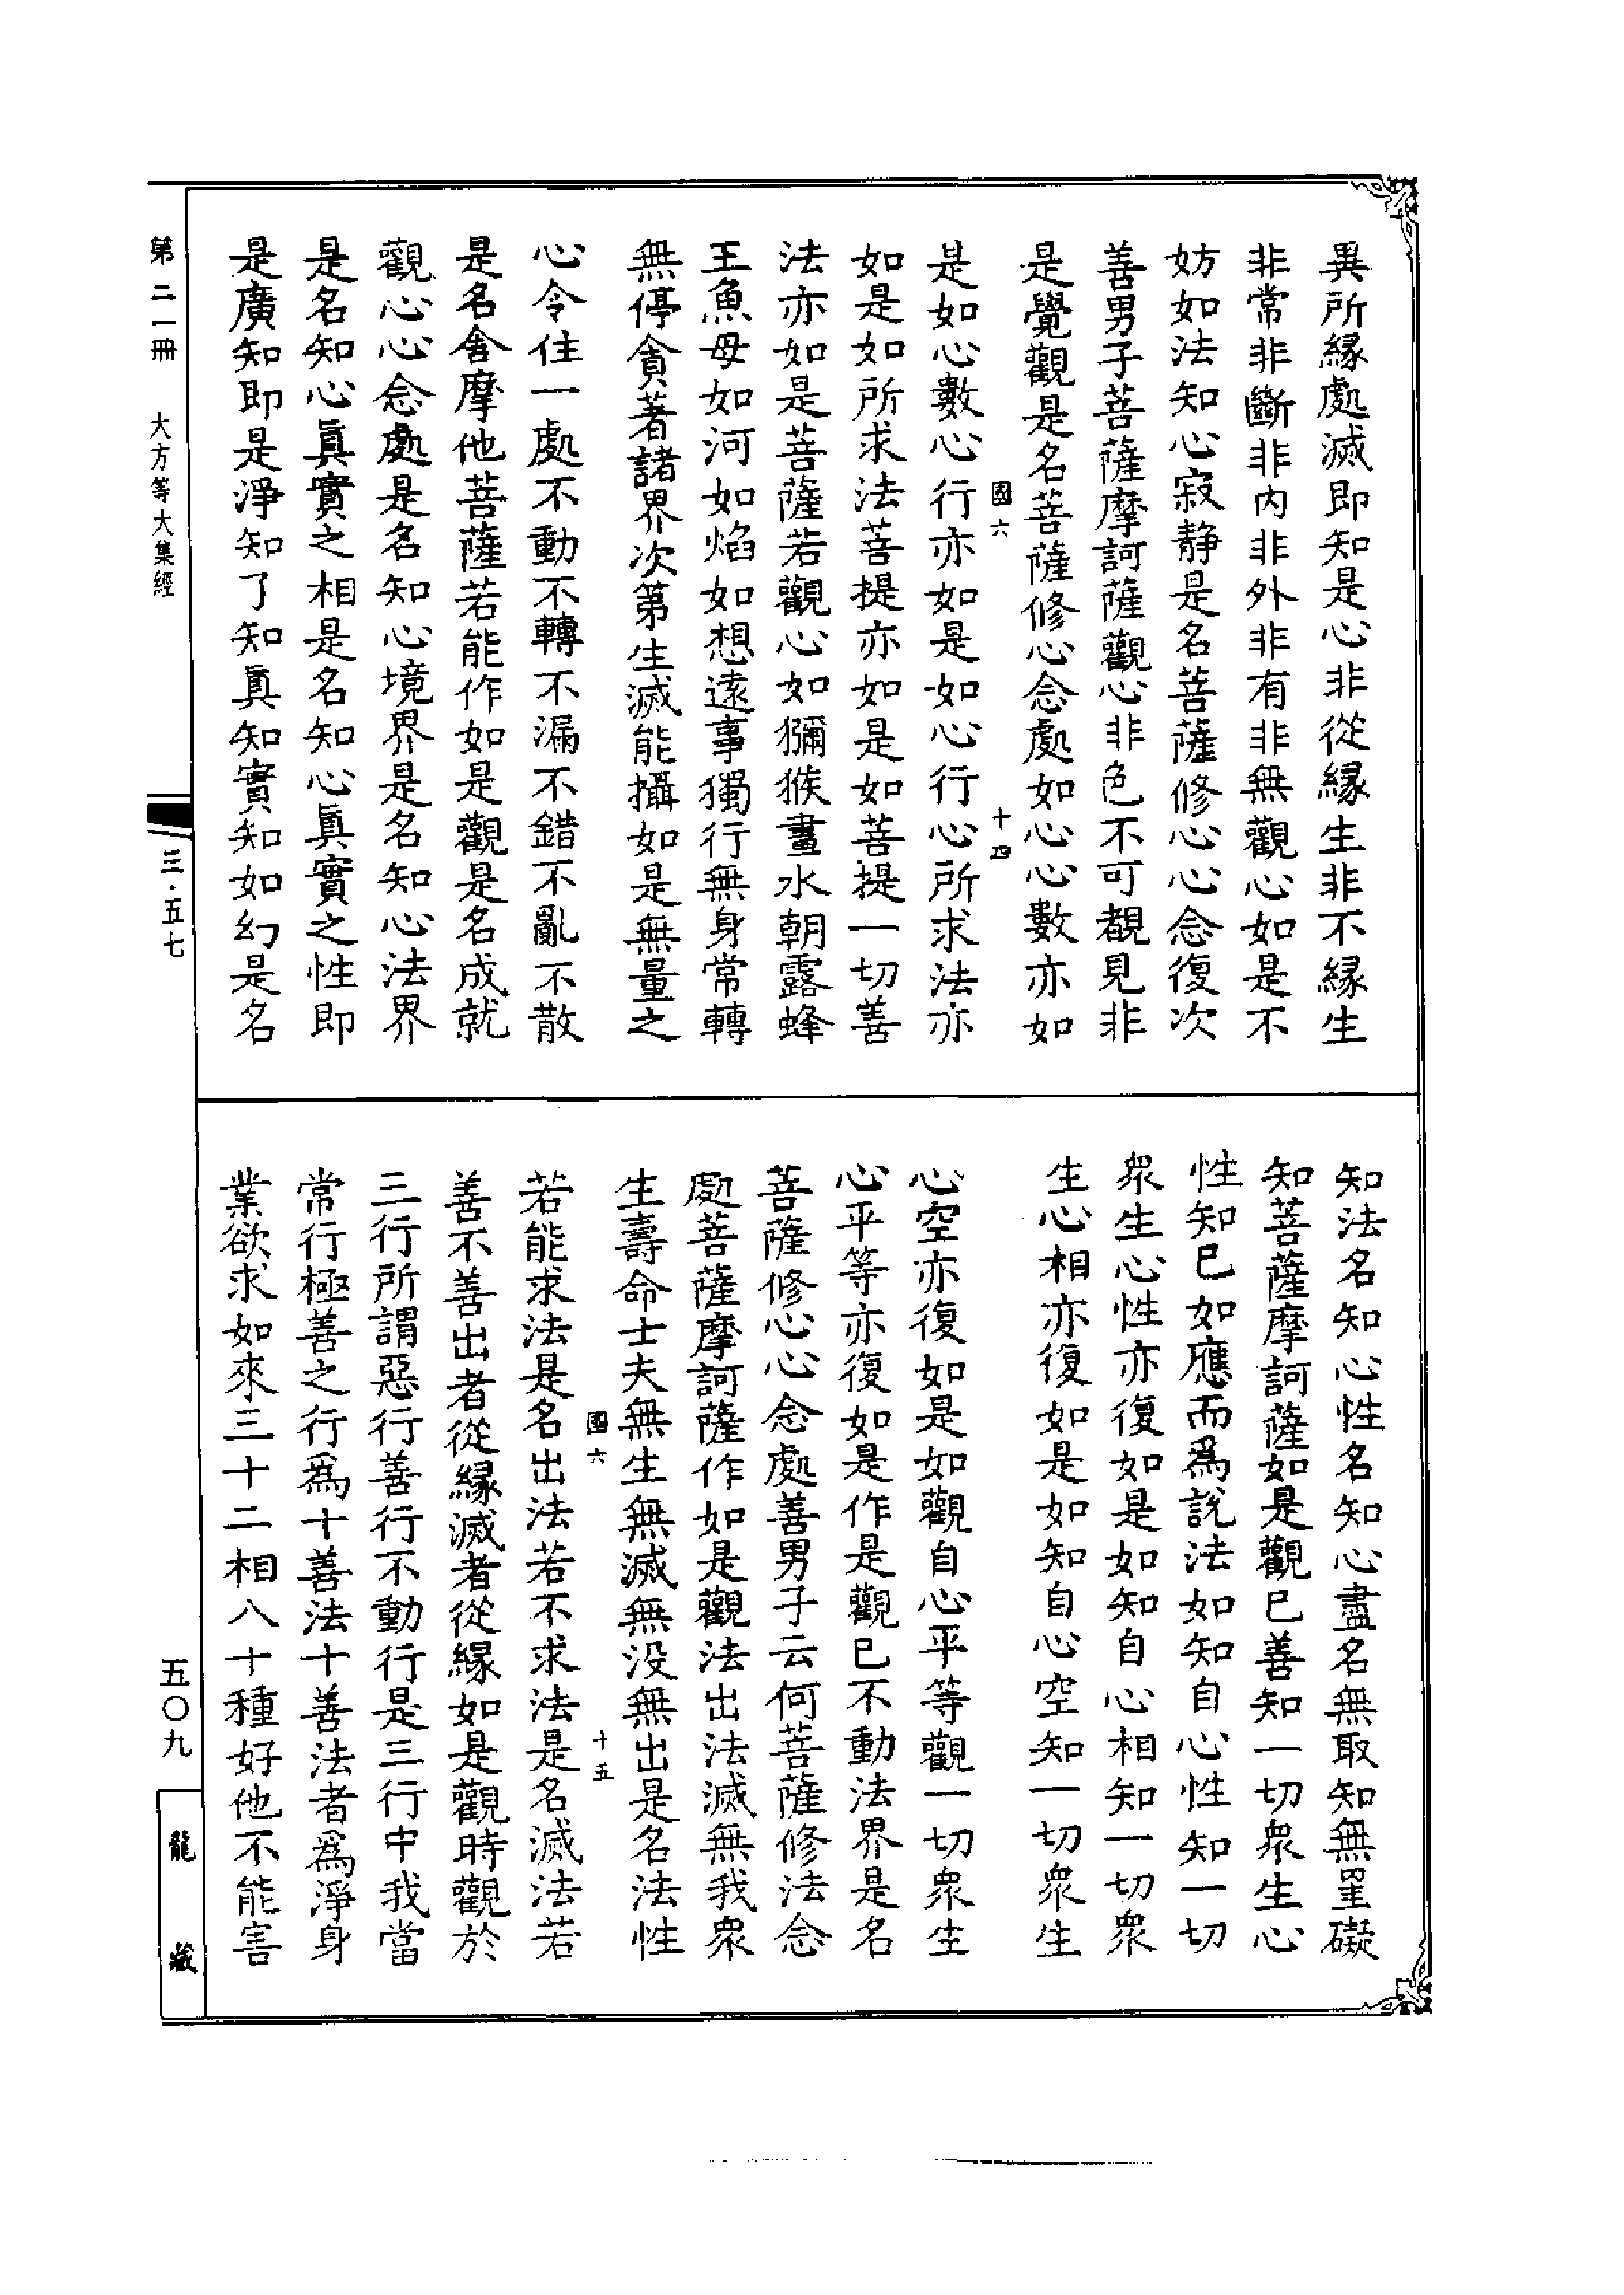 異所緣處滅即知是心非從緣生非不緣生
非常非斷非內非外非有非無觀心如是不
妨如法知心寂靜是名菩薩修心心念復次
善男子菩薩摩訶薩觀心非色不可覩見非
是覺觀是名菩薩修心念處如心心數亦如
國六 十四
是如心數心行亦如是如心行心所求法亦
如是如所求法菩提亦如是如菩提一切善
法亦如是菩薩若觀心如獼猴畫水朝露蜂
王魚母如河如焰如想遠事獨行無身常轉
無停貪著諸界次第生滅能攝如是無量之
心令住一處不動不轉不漏不錯不亂不散
是名舍摩他菩薩若能作如是觀是名成就
觀心心念處是名知心境界是名知心法界
是名知心真實之相是名知心真實之性即
是廣知即是淨知了知真知實知如幻是名
知法名知心性名知心盡名無取知無罣礙
知菩薩摩訶薩如是觀已善知一切眾生心
性知已如應而為說法如知自心性知一切
眾生心性亦復如是如知自心相知一切眾
生心相亦復如是如知自心空知一切眾生
心空亦復如是如觀自心平等觀一切眾生
心平等亦復如是作是觀已不動法界是名
菩薩修心心念處善男子云何菩薩修法念
處菩薩摩訶薩作如是觀法出法滅無我眾
生壽命士夫無生無滅無沒無出是名法性
國六 十五
若能求法是名出法若不求法是名滅法若
善不善出者從緣滅者從緣如是觀時觀於
三行所謂惡行善行不動行是三行中我當
常行極善之行為十善法十善法者為淨身
業欲求如來三十二相八十種好他不能害
第二一冊 大方等大集經
三·五七
五〇九
龍藏